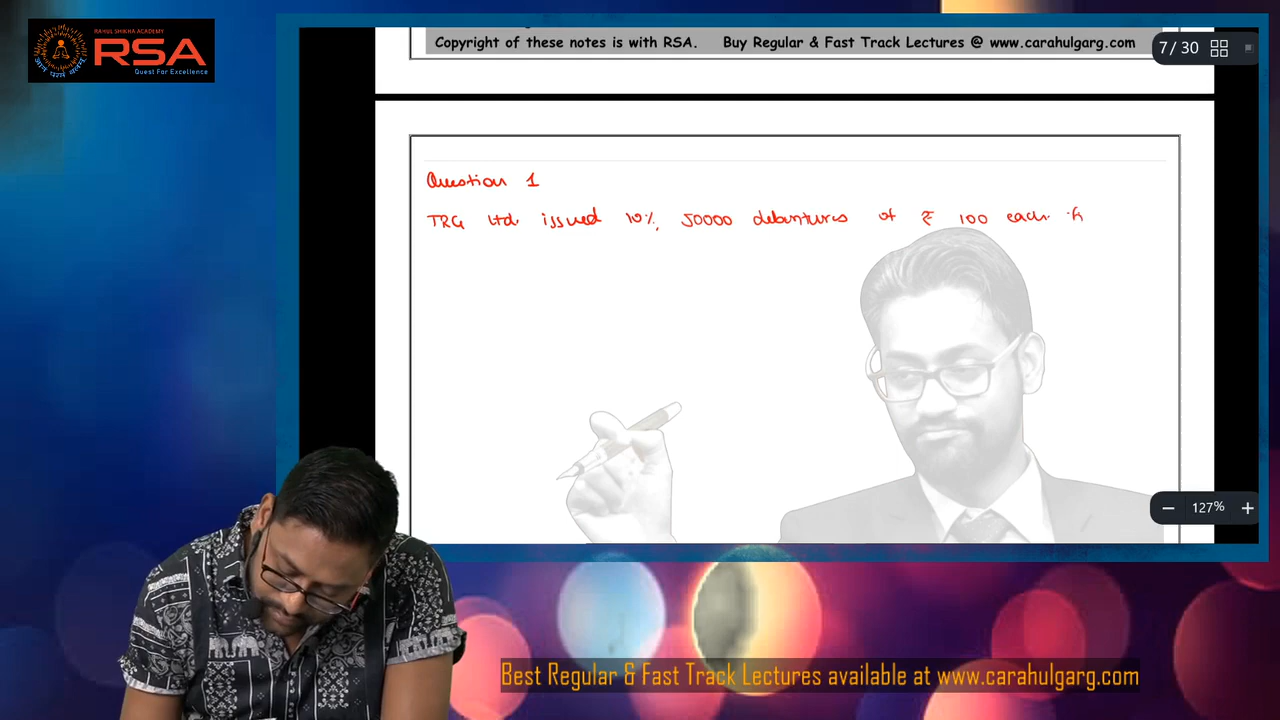 RAHUL SHIKHA ACADEMY
RSA
Quest For Excellence
Copyright of these notes is with RSA. Buy Regular & Fast Track Lectures @ www.carahulgarg.com
7 / 30
Question 1
TRG Ltd. issued 10%, 50000 debentures of ₹ 100 each.
127%
Best Regular & Fast Track Lectures available at www.carahulgarg.com